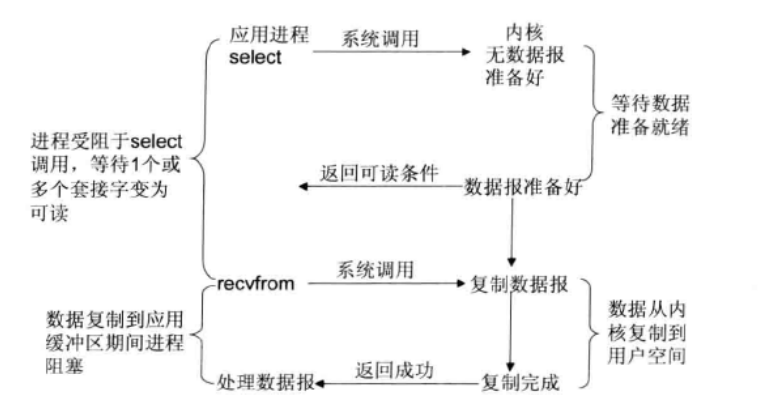 应用进程
select
系统调用
内核
无数据报
准备好
等待数据
准备就绪
进程受阻于select
调用，等待1个或
多个套接字变为
可读
返回可读条件
数据报准备好
recvfrom
系统调用
复制数据报
数据复制到应用
缓冲区期间进程
阻塞
数据从内
核复制到
用户空间
处理数据报
返回成功
复制完成